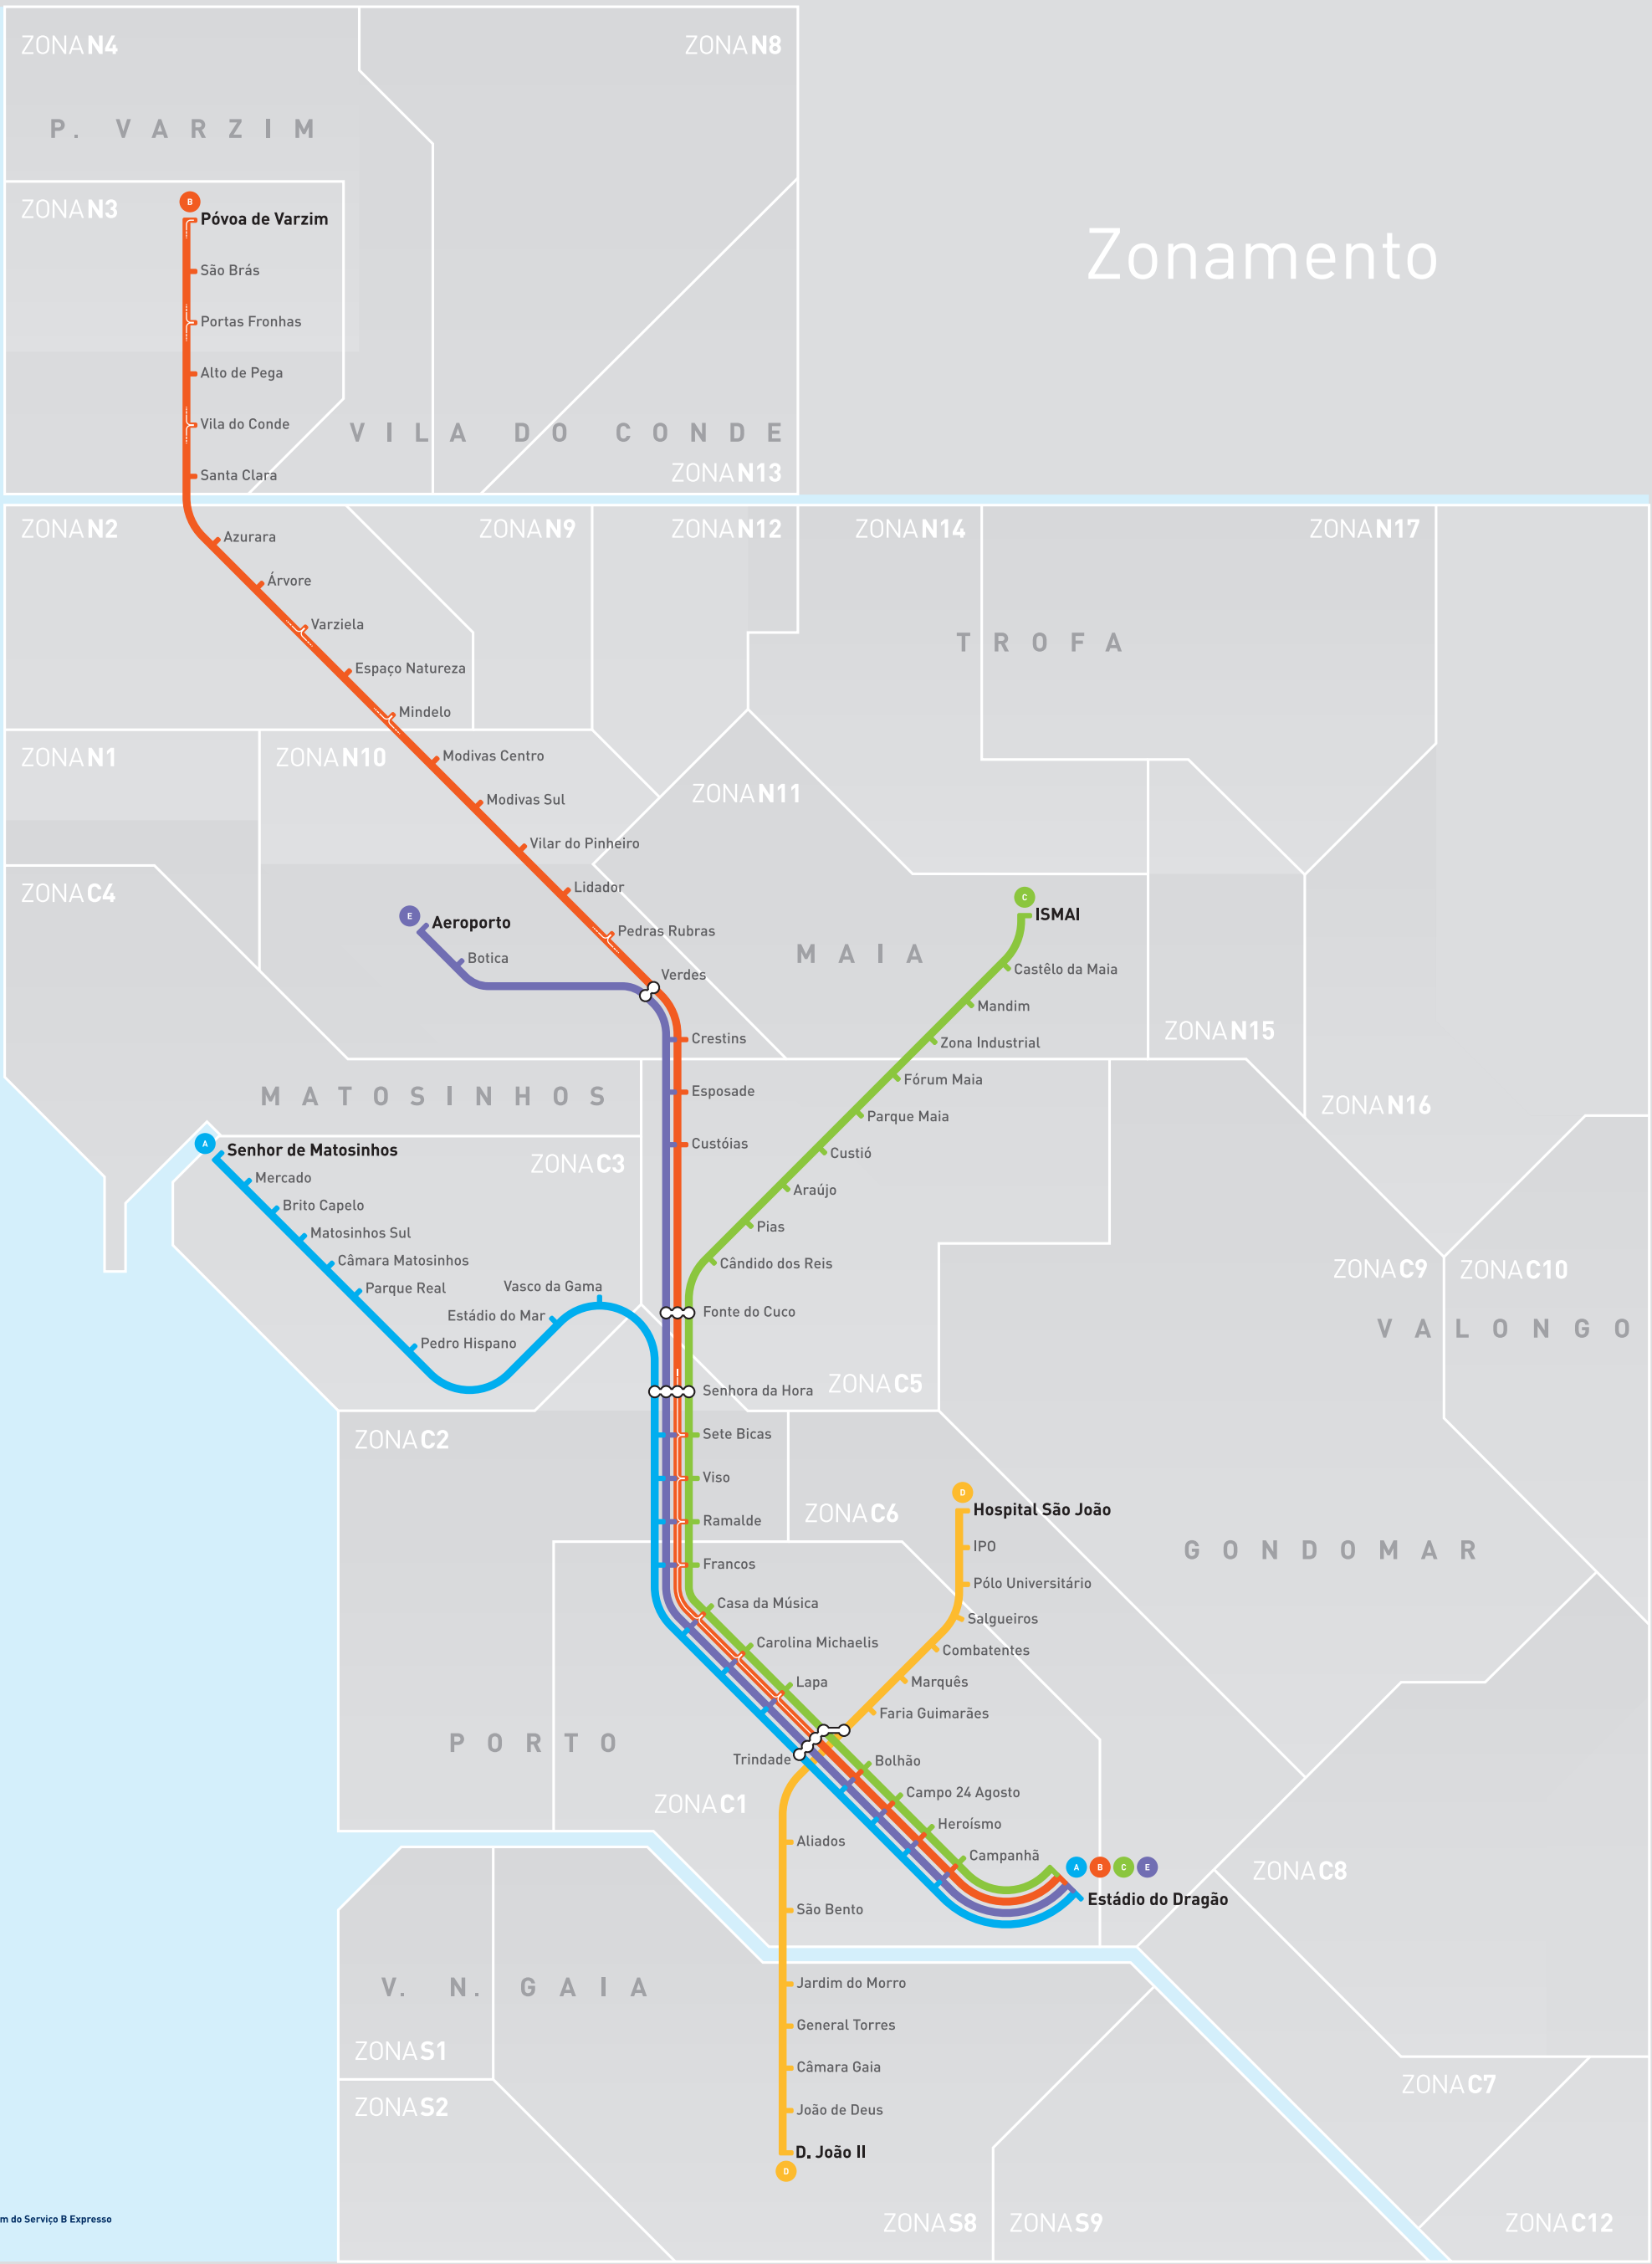 ZONA N4
ZONA N8
P. VARZIM
ZONA N3
B
Póvoa de Varzim
Zonamento
São Brás
Portas Fronhas
Alto de Pega
Vila do Conde
VILA DO CONDE
Santa Clara
ZONA N13
ZONA N2
ZONA N9
ZONA N12
ZONA N14
ZONA N17
Azurara
Árvore
Varziela
TROFA
Espaço Natureza
Mindelo
ZONA N1
ZONA N10
Modivas Centro
ZONA N11
Modivas Sul
Vilar do Pinheiro
ZONA C4
Lidador
C
ISMAI
E
Aeroporto
Pedras Rubras
MAIA
Botica
Verdes
Castêlo da Maia
Mandim
ZONA N15
Crestins
Zona Industrial
Fórum Maia
MATOSINHOS
Esposade
ZONA N16
Parque Maia
A
Senhor de Matosinhos
Custóias
Custió
ZONA C3
Mercado
Araújo
Brito Capelo
Pias
Matosinhos Sul
Câmara Matosinhos
Cândido dos Reis
ZONA C9
ZONA C10
Parque Real
Vasco da Gama
Estádio do Mar
Fonte do Cuco
VALONGO
Pedro Hispano
Senhora da Hora
ZONA C5
ZONA C2
Sete Bicas
Viso
D
Hospital São João
Ramalde
ZONA C6
IPO
GONDOMAR
Francos
Pólo Universitário
Casa da Música
Salgueiros
Carolina Michaelis
Combatentes
Lapa
Marquês
Faria Guimarães
PORTO
Trindade
Bolhão
Campo 24 Agosto
ZONA C1
Heroísmo
Aliados
Campanhã
A B C E
ZONA C8
Estádio do Dragão
São Bento
Jardim do Morro
V. N. GAIA
General Torres
ZONA S1
Câmara Gaia
ZONA C7
ZONA S2
João de Deus
D. João II
D
m do Serviço B Expresso
ZONA S8
ZONA S9
ZONA C12